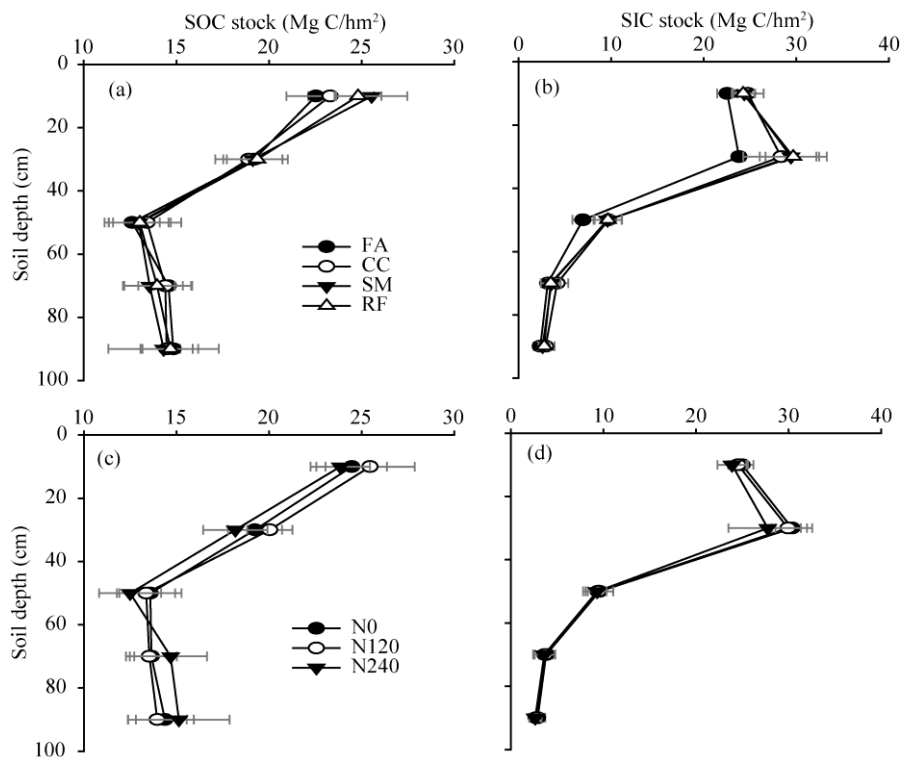 SOC stock (Mg C/hm²)
SIC stock (Mg C/hm²)
10 15 20 25 30
0 10 20 30 40
0
20
40
60
80
100
Soil depth (cm)
(a)
(b)
FA
CC
SM
RF
10 15 20 25 30
0 10 20 30 40
0
20
40
60
80
100
Soil depth (cm)
(c)
(d)
N0
N120
N240